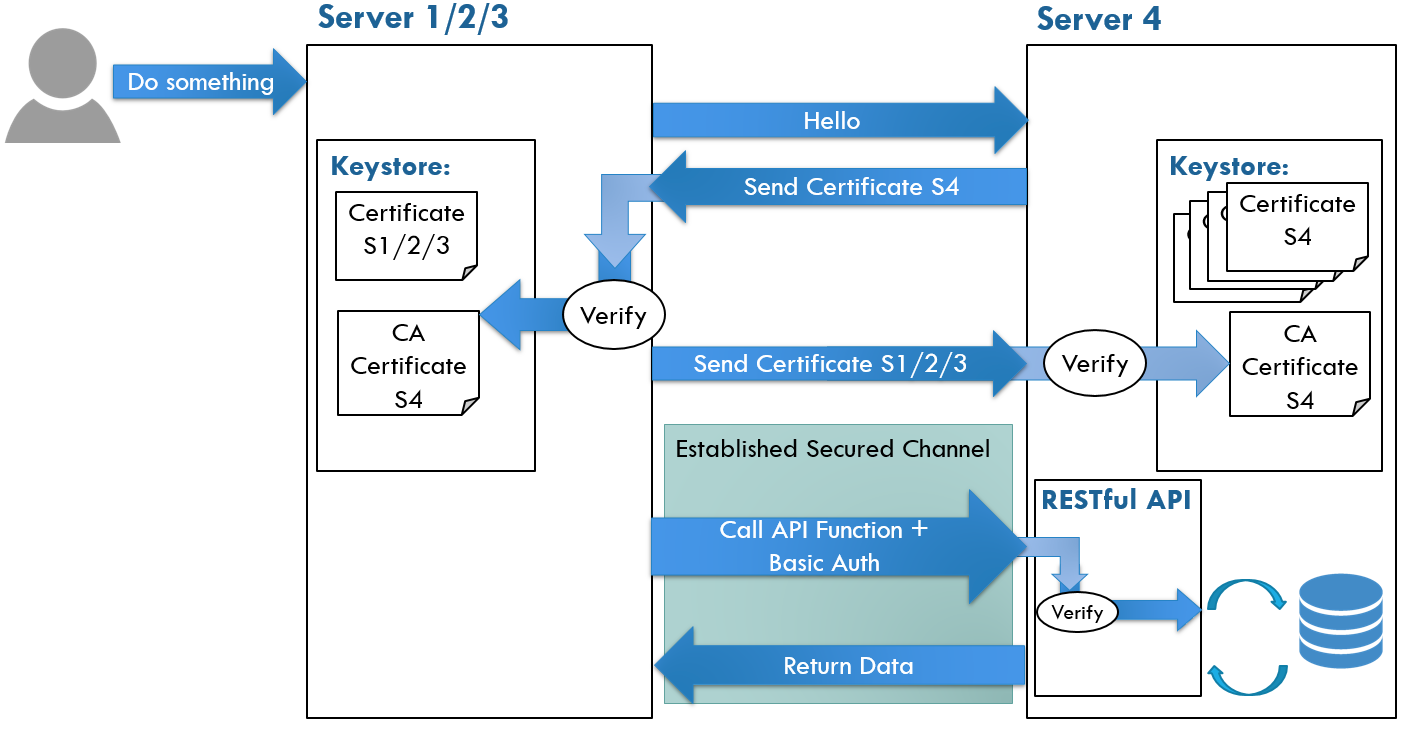 Server 1/2/3
Server 4
Do something
Hello
Keystore:
Send Certificate S4
Keystore:
Certificate
S1/2/3
Certificate
S4
CA
Certificate
S4
Verify
Send Certificate S1/2/3
Verify
CA
Certificate
S4
Established Secured Channel
RESTful API
Call API Function +
Basic Auth
Verify
Return Data